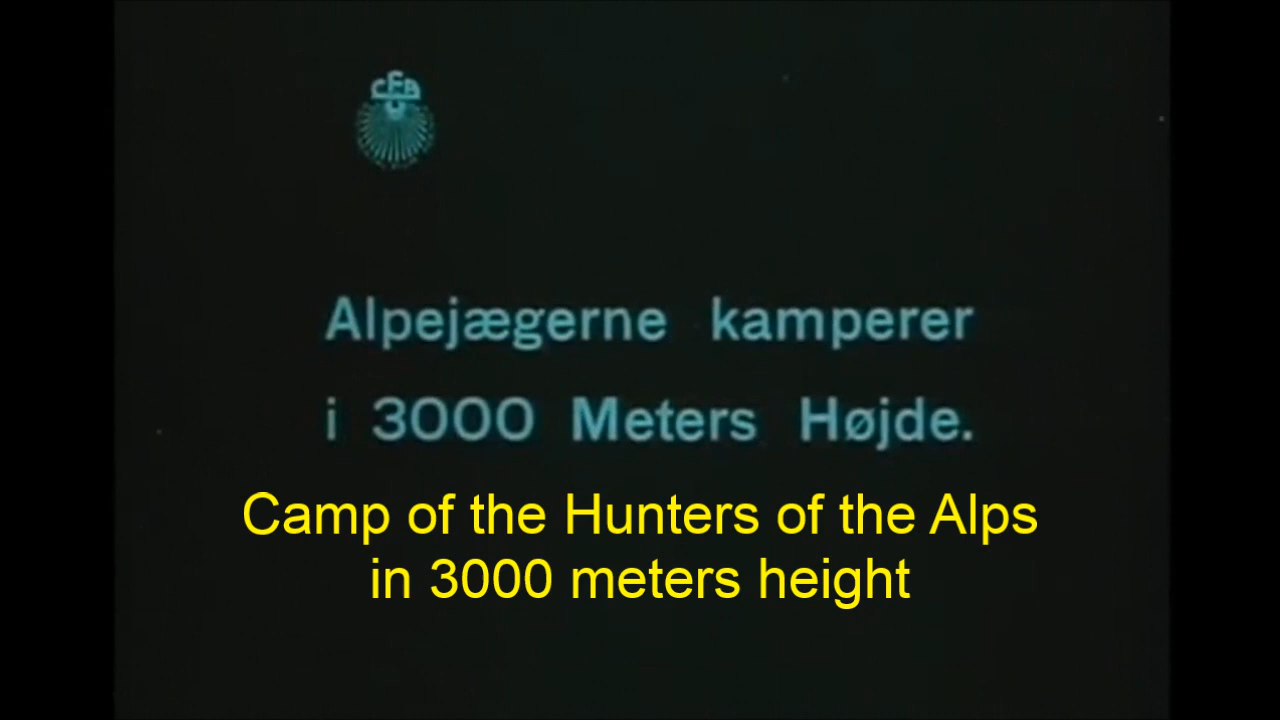 CFB
Alpejægerne kamperer
i 3000 Meters Højde.
Camp of the Hunters of the Alps
in 3000 meters height